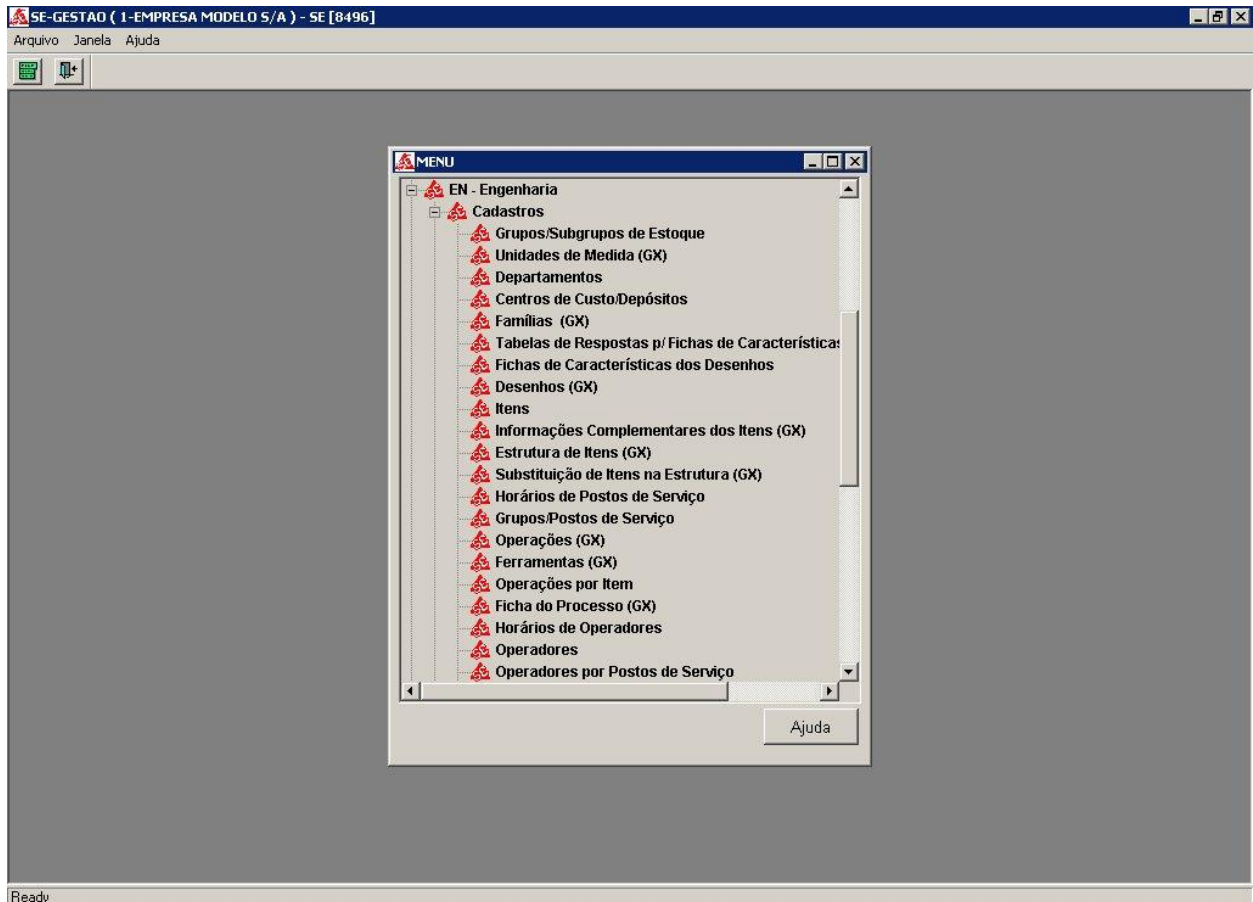 SE-GESTAO ( 1-EMPRESA MODELO S/A ) - SE [8496]
Arquivo Janela Ajuda
MENU
EN - Engenharia
Cadastros
Grupos/Subgrupos de Estoque
Unidades de Medida (GX)
Departamentos
Centros de Custo/Depósitos
Famílias (GX)
Tabelas de Respostas p/ Fichas de Características
Fichas de Características dos Desenhos
Desenhos (GX)
Itens
Informações Complementares dos Itens (GX)
Estrutura de Itens (GX)
Substituição de Itens na Estrutura (GX)
Horários de Postos de Serviço
Grupos/Postos de Serviço
Operações (GX)
Ferramentas (GX)
Operações por Item
Ficha do Processo (GX)
Horários de Operadores
Operadores
Operadores por Postos de Serviço
Ajuda
Ready